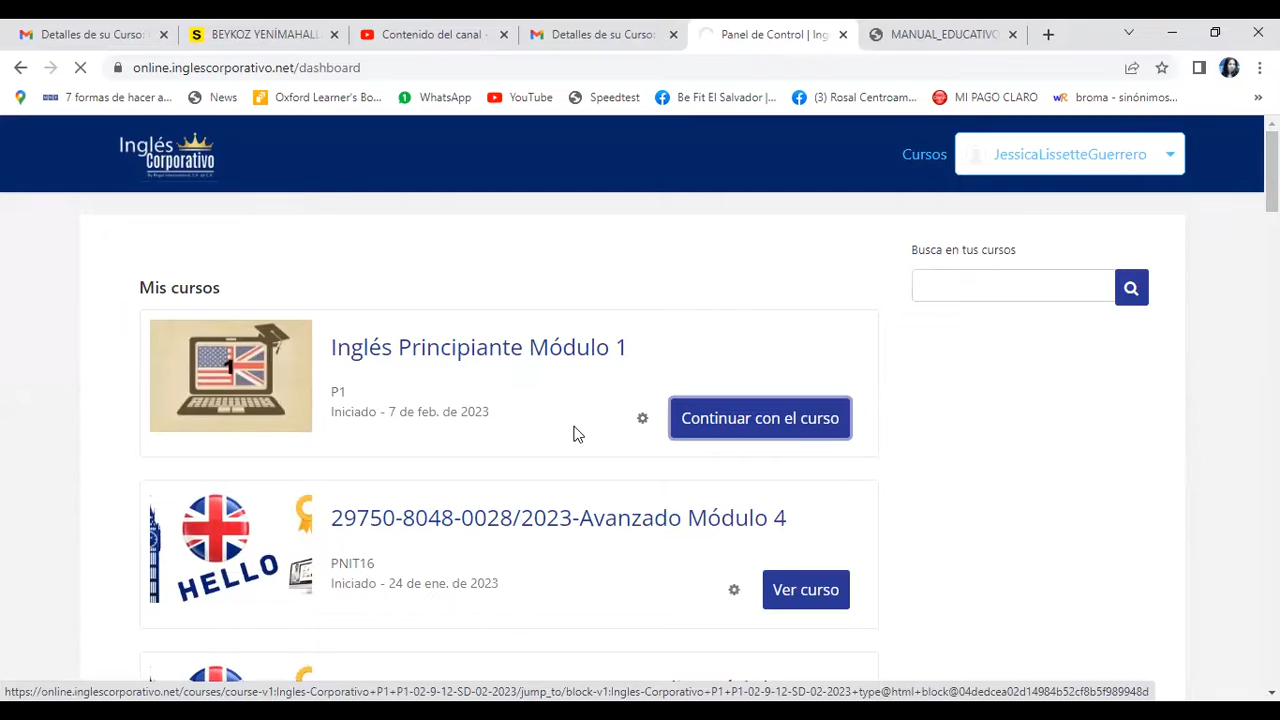 Detalles de su Curso:
BEYKOZ YENİMAHALL
Contenido del canal -
Detalles de su Curso:
Panel de Control | Ing
MANUAL_EDUCATIVO
online.inglescorporativo.net/dashboard
7 formas de hacer a...
News
Oxford Learner's Bo...
WhatsApp
YouTube
Speedtest
Be Fit El Salvador |...
(3) Rosal Centroam...
MI PAGO CLARO
broma - sinónimos...
»
Inglés
Corporativo
Cursos
JessicaLissetteGuerrero
Busca en tus cursos
Mis cursos
1
Inglés Principiante Módulo 1
P1
Iniciado - 7 de feb. de 2023
Continuar con el curso
HELLO
29750-8048-0028/2023-Avanzado Módulo 4
PNIT16
Iniciado - 24 de ene. de 2023
Ver curso
https://online.inglescorporativo.net/courses/course-v1:Ingles-Corporativo+P1+P1-02-9-12-SD-02-2023/jump_to/block-v1:Ingles-Corporativo+P1+P1-02-9-12-SD-02-2023+type@html+block@04dedcea02d14984b52cf8b5f989948d